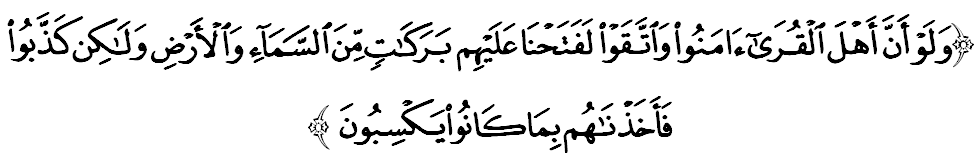 ﴿وَلَوْ أَنَّ أَهْلَ ٱلْقُرَىٰٓ ءَامَنُوا۟ وَٱتَّقَوْا۟ لَفَتَحْنَا عَلَيْهِم بَرَكَٰتٍ مِّنَ ٱلسَّمَآءِ وَٱلْأَرْضِ وَلَٰكِن كَذَّبُوا۟
فَأَخَذْنَٰهُم بِمَا كَانُوا۟ يَكْسِبُونَ﴾